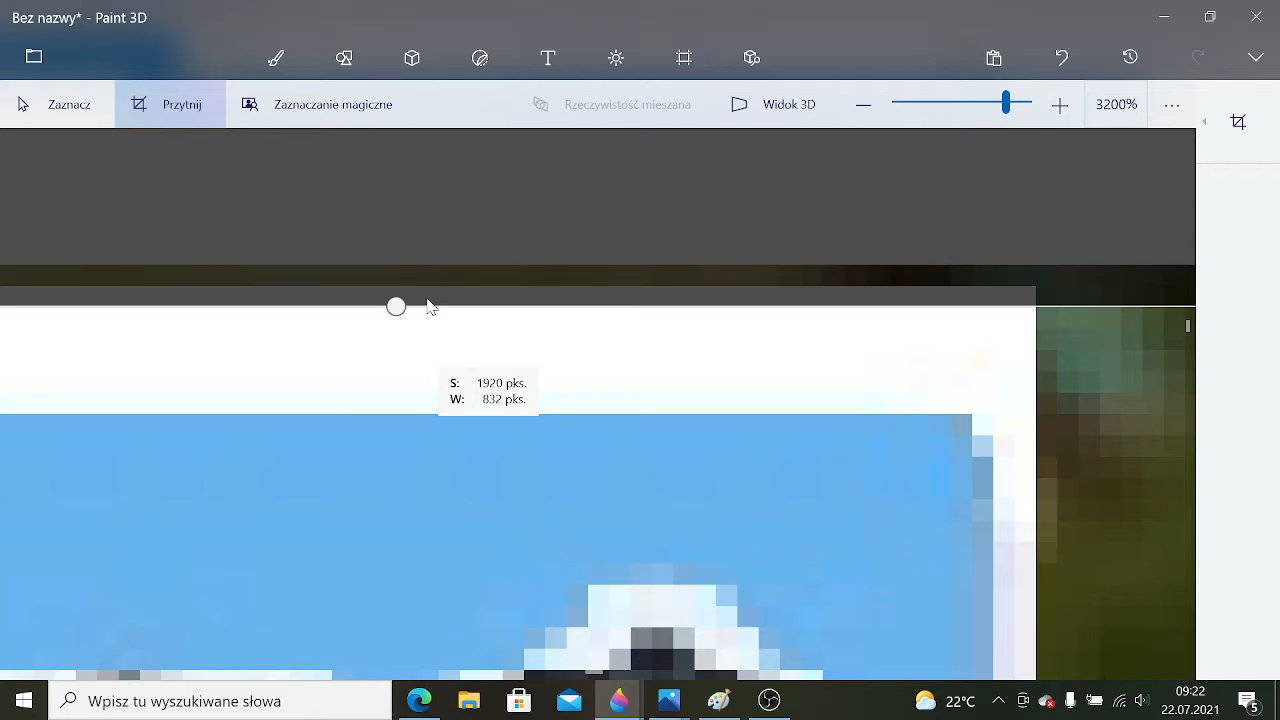 Bez nazwy* - Paint 3D
Zaznacz
Przytnij
Zaznaczanie magiczne
Rzeczywistość mieszana
Widok 3D
3200%
S: 1920 pks.
W: 832 pks.
Wpisz tu wyszukiwane słowa
22°C
09:22
22.07.2021
5